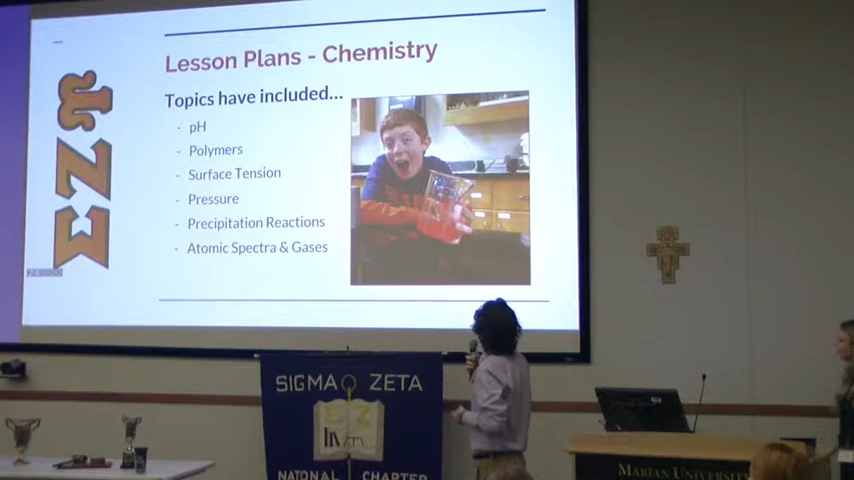 Lesson Plans - Chemistry
Topics have included...
- pH
- Polymers
- Surface Tension
- Pressure
- Precipitation Reactions
- Atomic Spectra & Gases
ΣΖΥ
SIGMA ZETA
NATIONAL CHAPTER
MARIAN UNIVERSITY